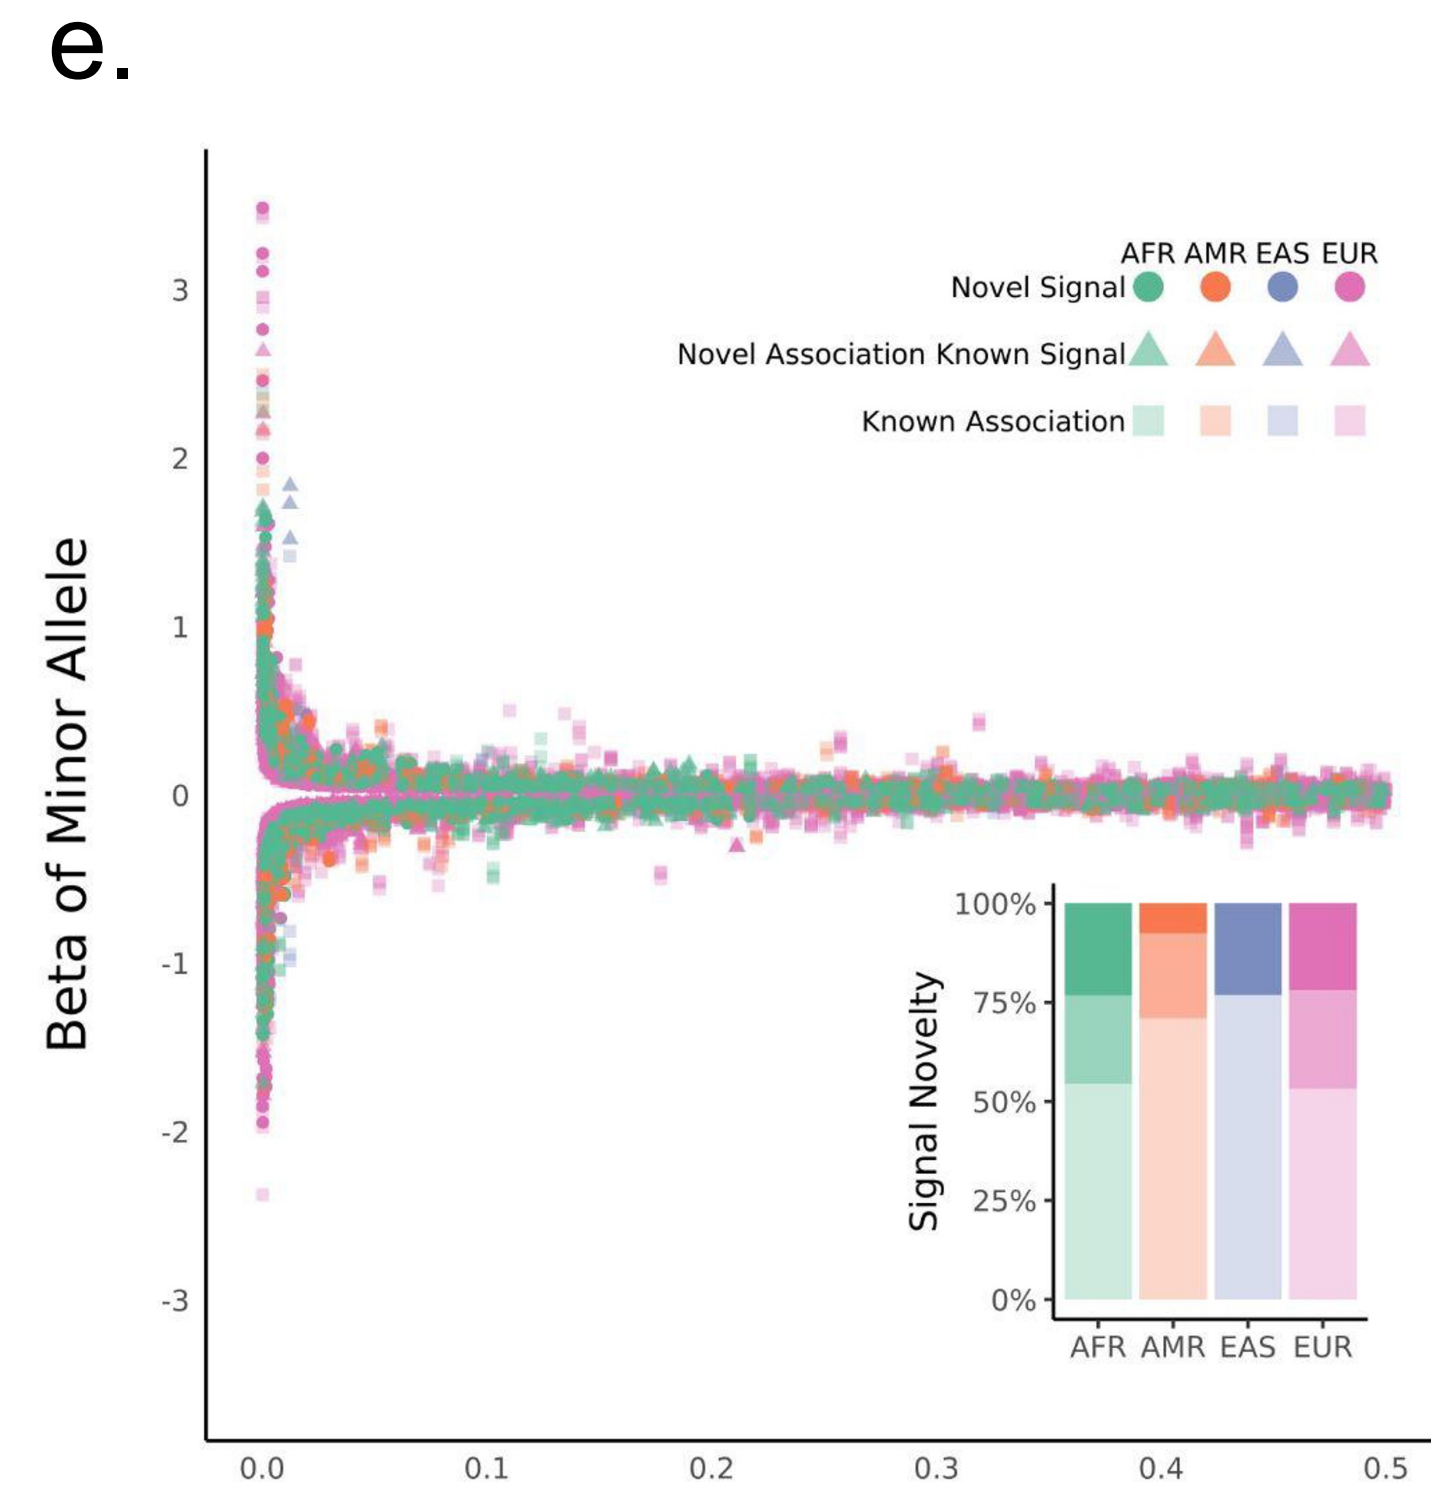 e.
Beta of Minor Allele
3
2
1
0
-1
-2
-3
0.0 0.1 0.2 0.3 0.4 0.5
AFR AMR EAS EUR
Novel Signal
Novel Association Known Signal
Known Association
Signal Novelty
100%
75%
50%
25%
0%
AFR AMR EAS EUR